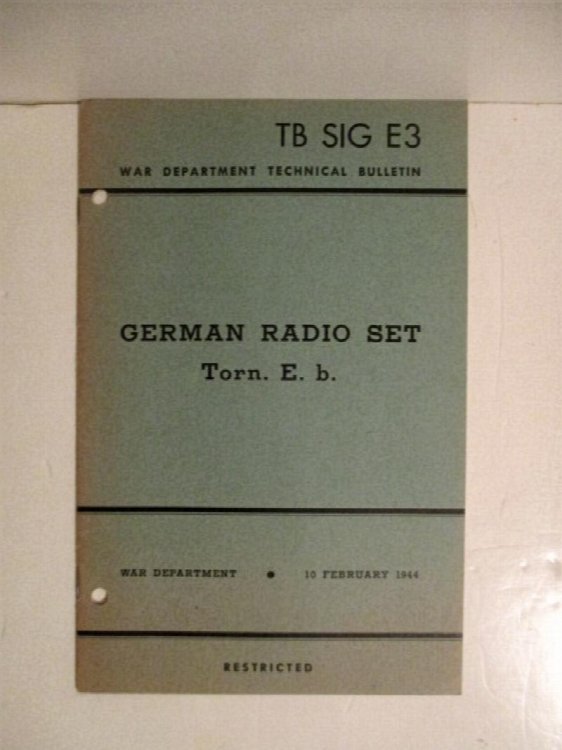 TB SIG E3
WAR DEPARTMENT TECHNICAL BULLETIN
GERMAN RADIO SET
Torn. E. b.
WAR DEPARTMENT • 10 FEBRUARY 1944
RESTRICTED